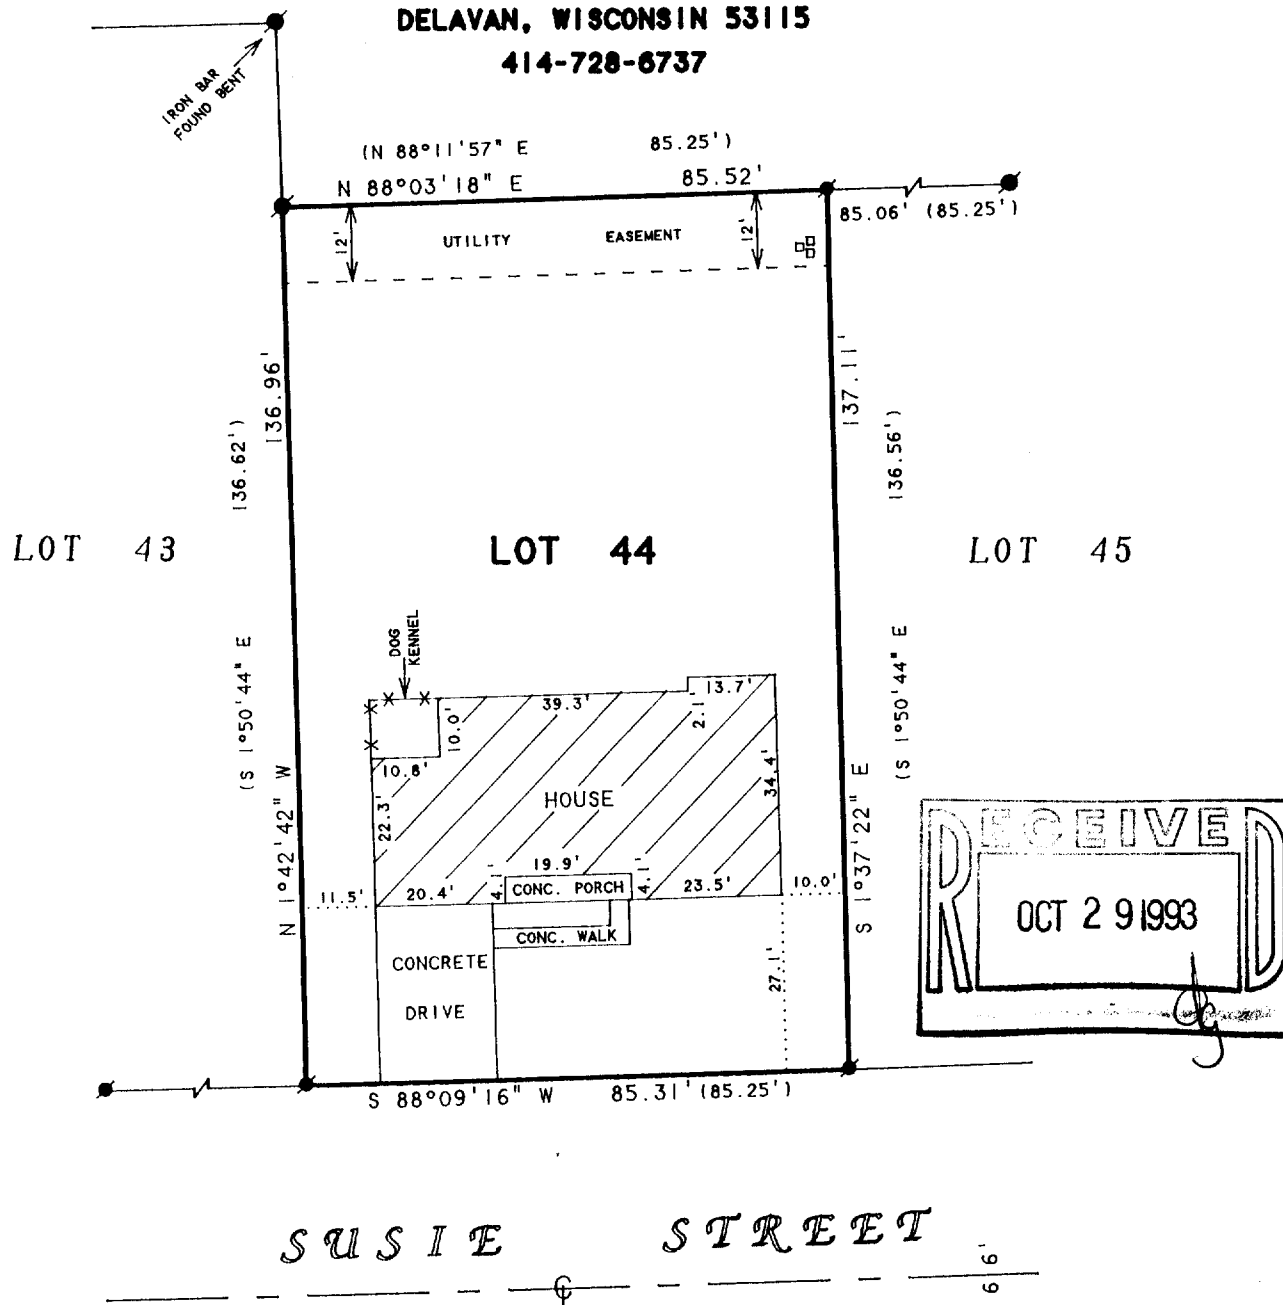 DELAVAN, WISCONSIN 53115
414-728-6737
IRON BAR
FOUND BENT
(N 88°11'57" E 85.25')
N 88°03'18" E 85.52'
85.06' (85.25')
12'
UTILITY EASEMENT
12'
136.96'
(S 1°50'44" E 136.62')
137.11'
(S 1°50'44" E 136.56')
LOT 43
LOT 44
LOT 45
DOG
KENNEL
39.3'
13.7'
2.1'
10.0'
10.8'
22.3'
34.4'
HOUSE
N 1°42'42" W
S 1°37'22" E
19.9'
4.1'
CONC. PORCH
4.1'
11.5'
20.4'
23.5'
10.0'
CONC. WALK
CONCRETE
DRIVE
27.1'
RECEIVED
OCT 29 1993
dg
S 88°09'16" W 85.31' (85.25')
SUSIE STREET
66'